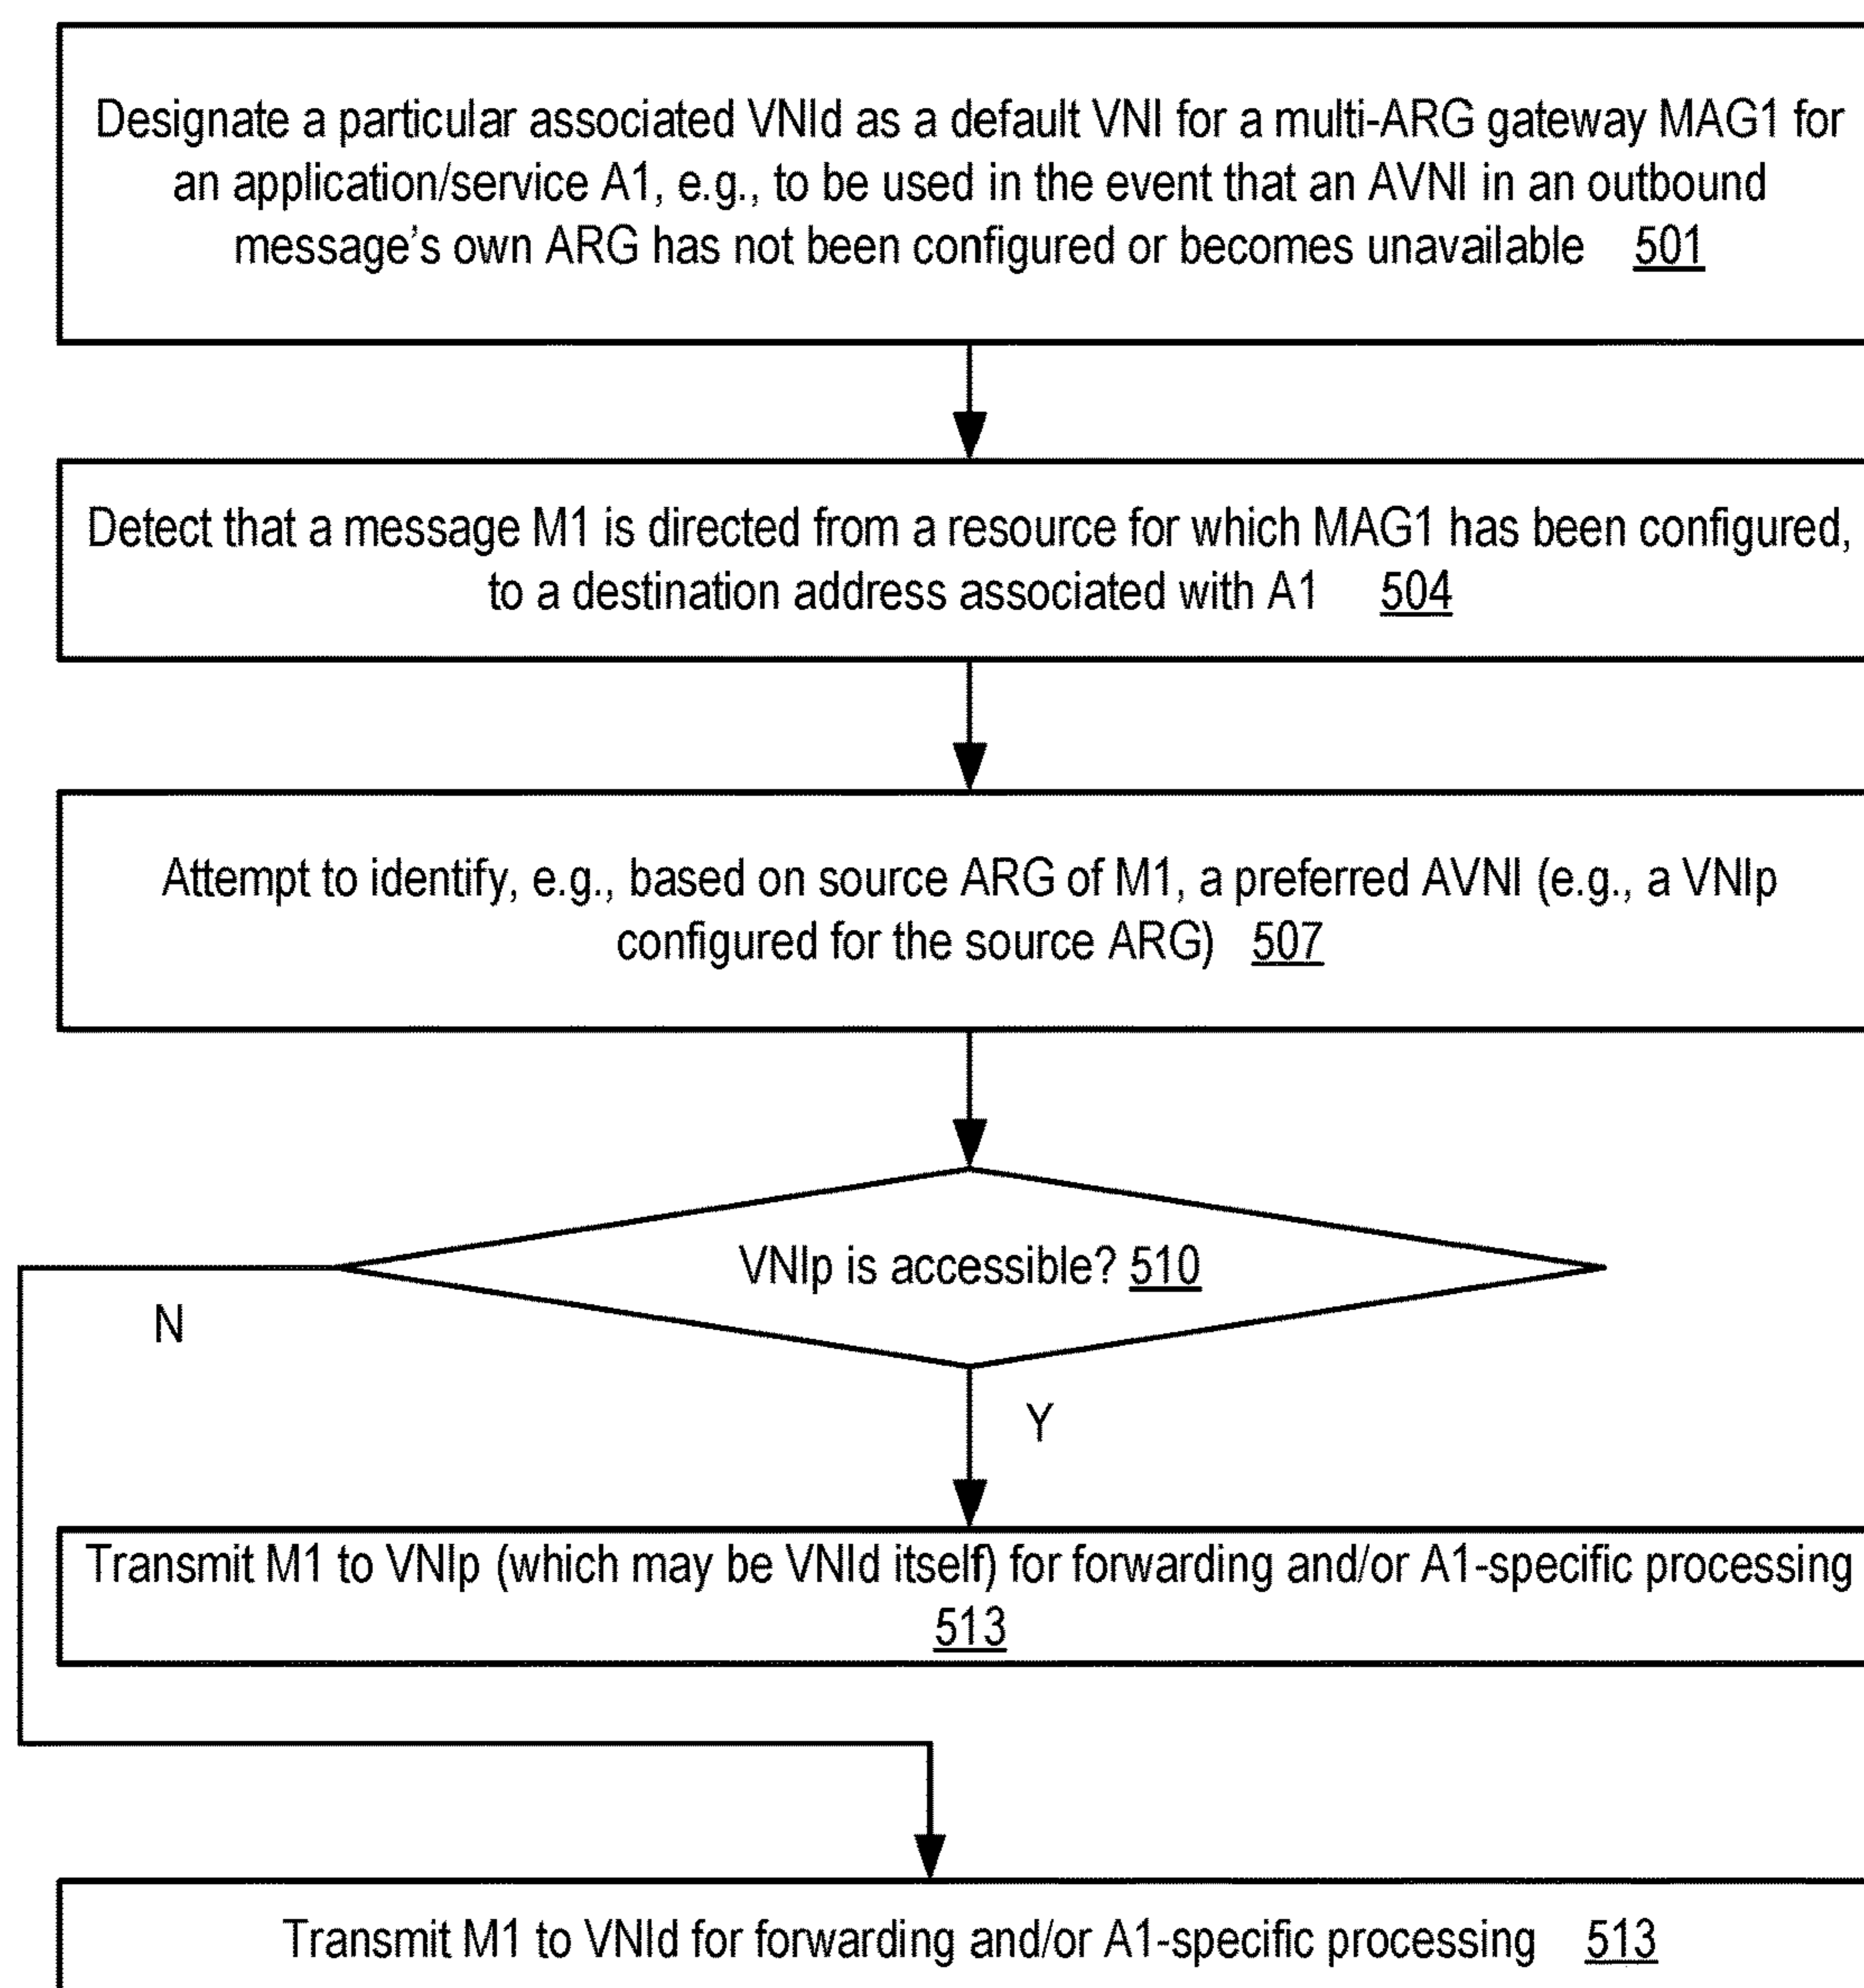 Designate a particular associated VNId as a default VNI for a multi-ARG gateway MAG1 for
an application/service A1, e.g., to be used in the event that an AVNI in an outbound
message's own ARG has not been configured or becomes unavailable 501
Detect that a message M1 is directed from a resource for which MAG1 has been configured,
to a destination address associated with A1 504
Attempt to identify, e.g., based on source ARG of M1, a preferred AVNI (e.g., a VNIp
configured for the source ARG) 507
VNIp is accessible? 510
N
Y
Transmit M1 to VNIp (which may be VNId itself) for forwarding and/or A1-specific processing
513
Transmit M1 to VNId for forwarding and/or A1-specific processing 513